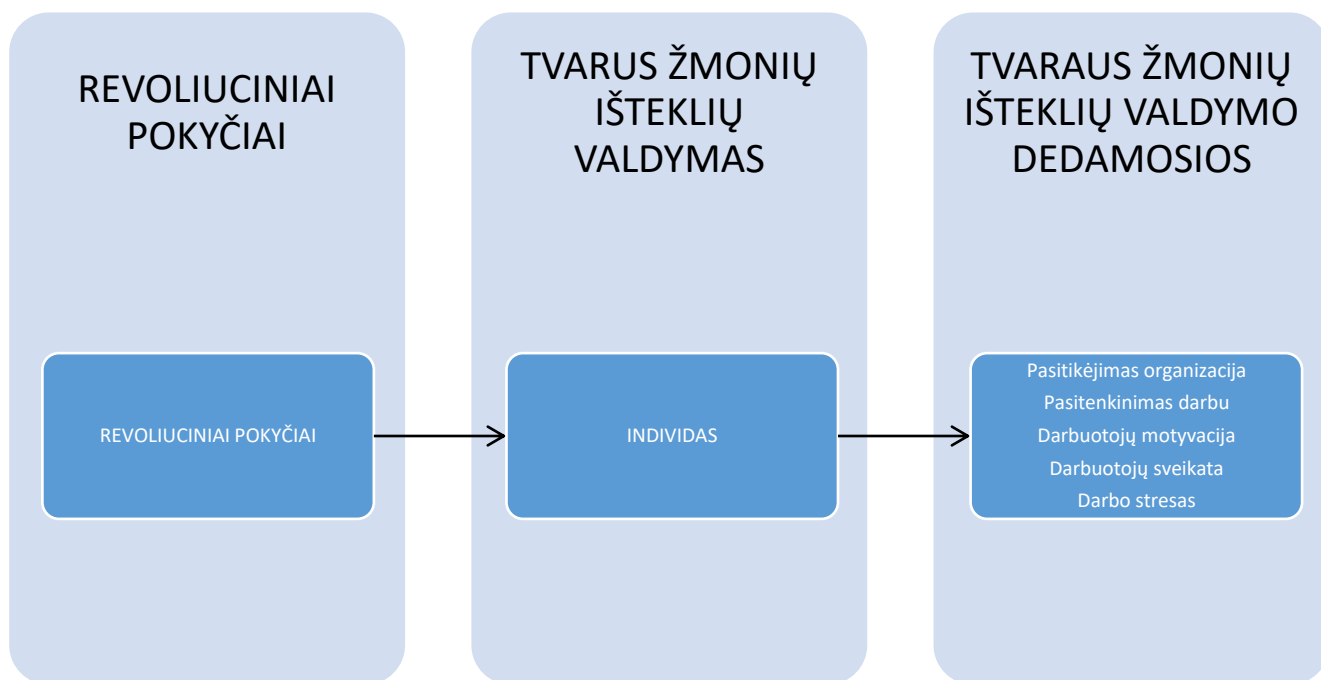 REVOLIUCINIAI
POKYČIAI
REVOLIUCINIAI POKYČIAI
TVARUS ŽMONIŲ
IŠTEKLIŲ
VALDYMAS
INDIVIDAS
TVARAUS ŽMONIŲ
IŠTEKLIŲ VALDYMO
DEDAMOSIOS
Pasitikėjimas organizacija
Pasitenkinimas darbu
Darbuotojų motyvacija
Darbuotojų sveikata
Darbo stresas